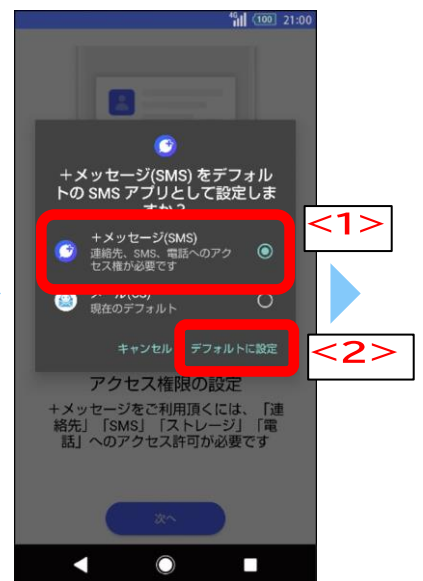 4G 100 21:00
+メッセージ(SMS) をデフォル
トの SMS アプリとして設定しま
すか?
+メッセージ(SMS)
連絡先、SMS、電話へのアク
セス権が必要です
<1>
現在のデフォルト
キャンセル デフォルトに設定
<2>
アクセス権限の設定
+メッセージをご利用頂くには、「連
絡先」「SMS」「ストレージ」「電
話」へのアクセス許可が必要です
次へ